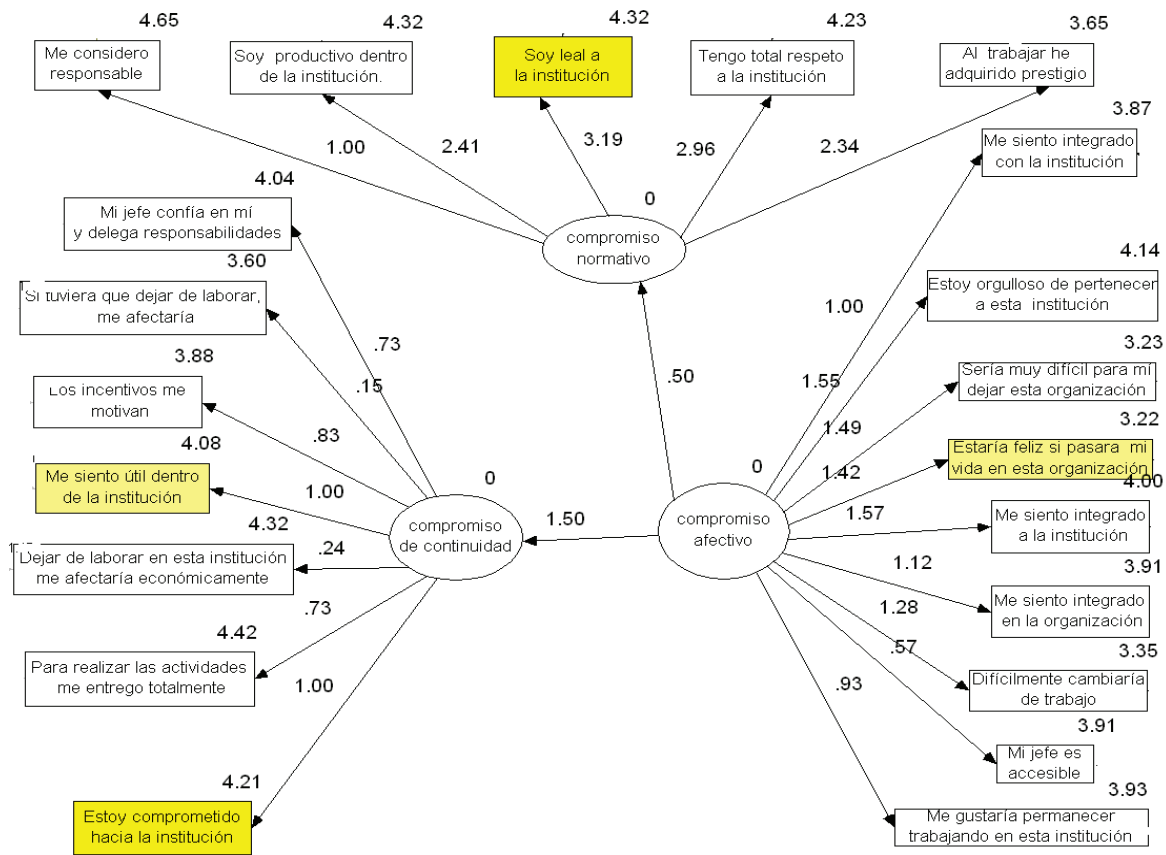 4.65
4.32
4.32
4.23
3.65
Me considero
responsable
Soy productivo dentro
de la institución.
Soy leal a
la institución
Tengo total respeto
a la institución
Al trabajar he
adquirido prestigio
1.00
2.41
3.19
2.96
2.34
3.87
Me siento integrado
con la institución
4.04
Mi jefe confía en mí
y delega responsabilidades
0
compromiso
normativo
3.60
Si tuviera que dejar de laborar,
me afectaría
4.14
Estoy orgulloso de pertenecer
a esta institución
1.00
.73
.50
1.55
.15
3.88
Los incentivos me
motivan
3.23
Sería muy difícil para mí
dejar esta organización
.83
1.49
4.08
Me siento útil dentro
de la institución
3.22
Estaría feliz si pasara mi
vida en esta organización
1.00
0
0
1.42
4.00
compromiso
de continuidad
1.50
compromiso
afectivo
1.57
Me siento integrado
a la institución
4.32
.24
Dejar de laborar en esta institución
me afectaría económicamente
1.12
3.91
Me siento integrado
en la organización
.73
1.28
4.42
Para realizar las actividades
me entrego totalmente
.57
3.35
Difícilmente cambiaría
de trabajo
1.00
.93
3.91
Mi jefe es
accesible
4.21
Estoy comprometido
hacia la institución
3.93
Me gustaría permanecer
trabajando en esta institución